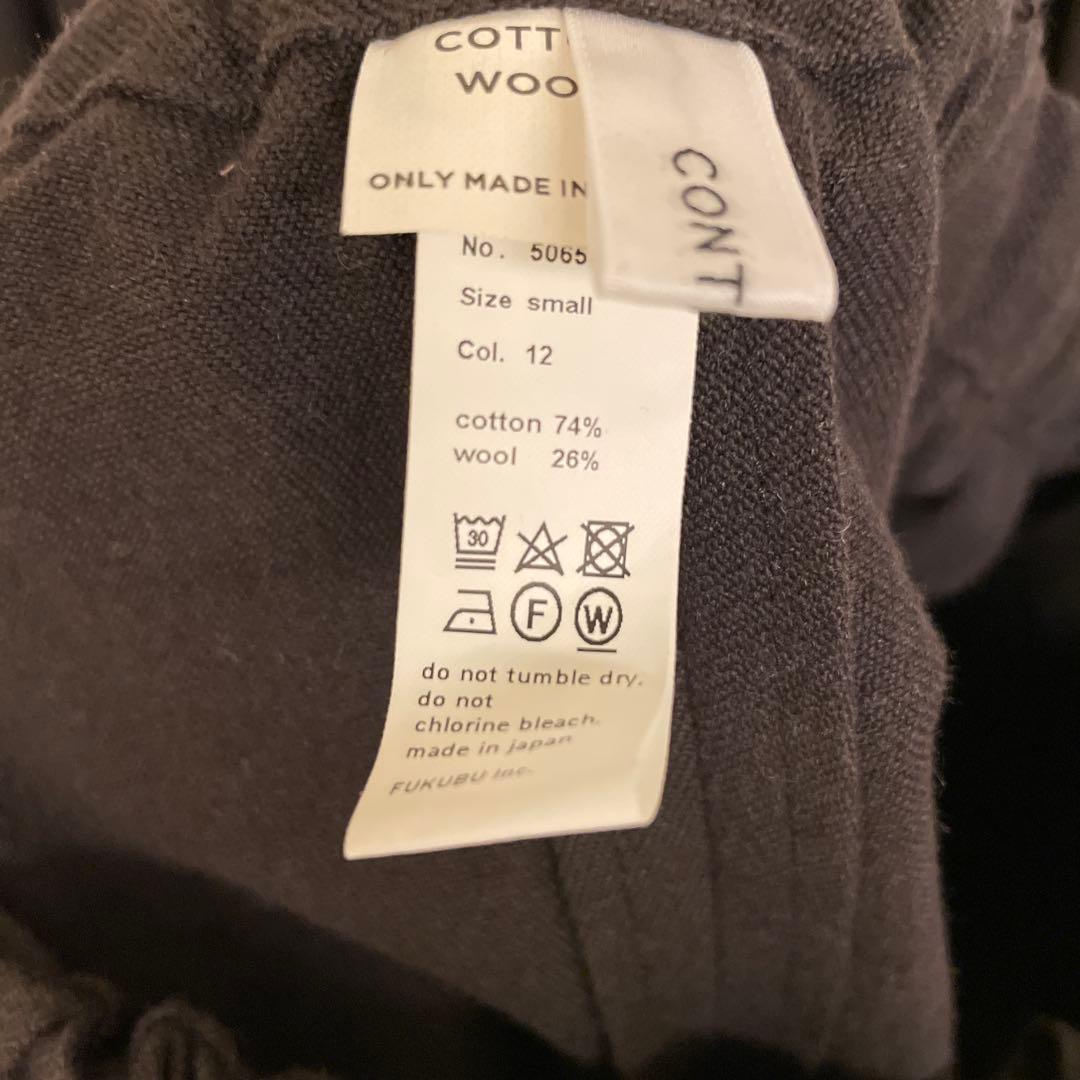 COTT
WOO
ONLY MADE IN
CONT
No. 5065
Size small
Col. 12
cotton 74%
wool 26%
30
F W
do not tumble dry.
do not
chlorine bleach.
made in japan
FUKUBU Inc.